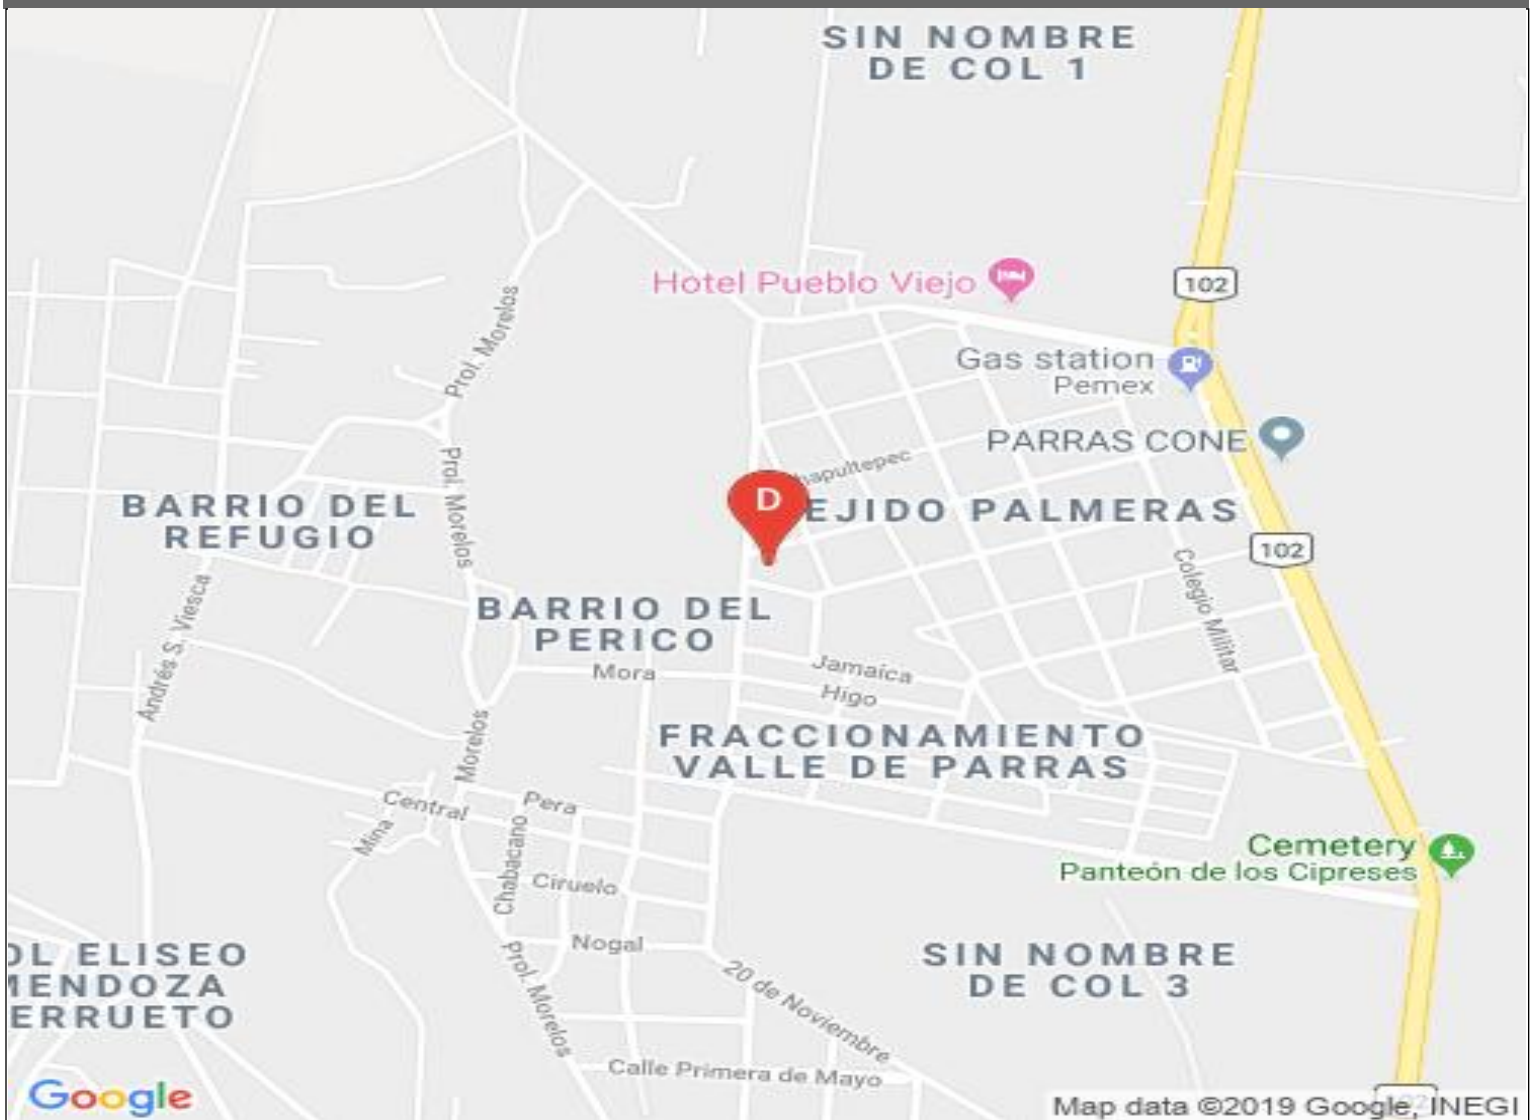 SIN NOMBRE
DE COL 1
Hotel Pueblo Viejo
102
Prol. Morelos
Gas station
Pemex
PARRAS CONE
hapultepec
Prol. Morelos
BARRIO DEL
REFUGIO
D
EJIDO PALMERAS
102
Colegio Militar
Andrés S. Viesca
BARRIO DEL
PERICO
Mora
Jamaica
Higo
Morelos
FRACCIONAMIENTO
VALLE DE PARRAS
Central
Pera
Mina
Chabacano
Ciruelo
Cemetery
Panteón de los Cipreses
Nogal
OL ELISEO
MENDOZA
ERRUETO
Prol. Morelos
20 de Noviembre
SIN NOMBRE
DE COL 3
Calle Primera de Mayo
Google
102
Map data ©2019 Google, INEGI